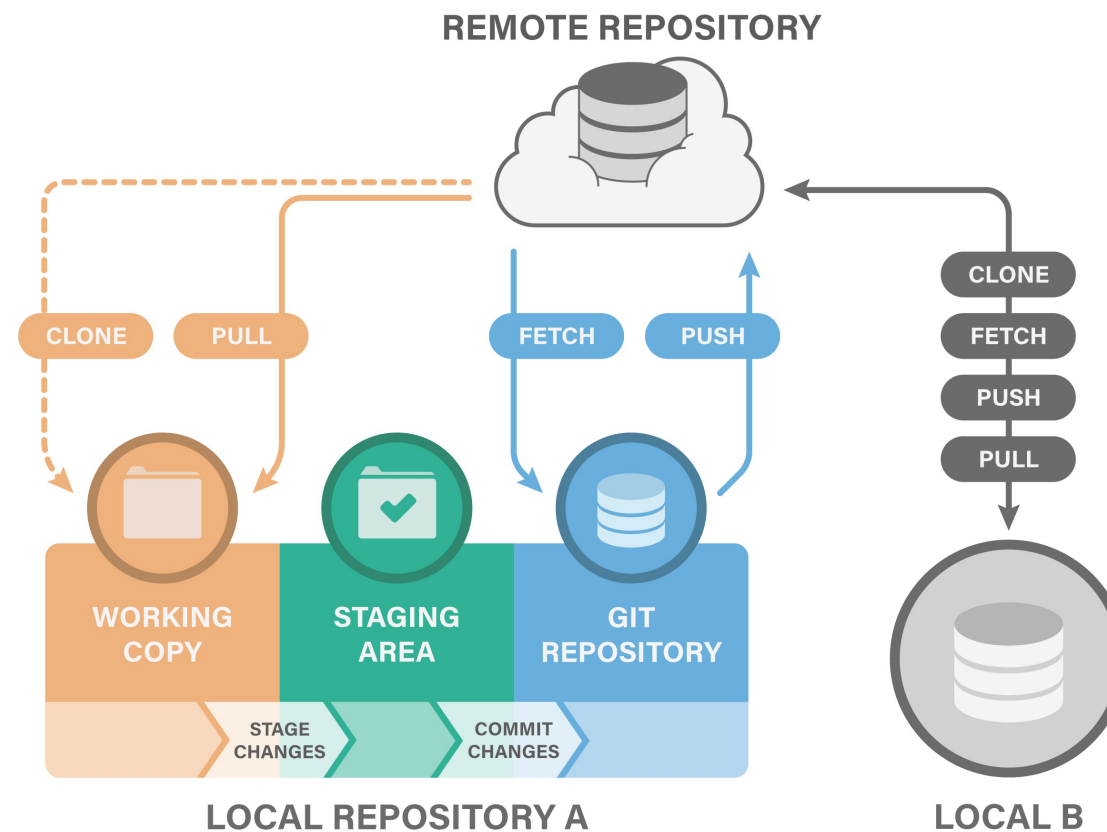 REMOTE REPOSITORY
CLONE
PULL
FETCH
PUSH
CLONE
FETCH
PUSH
PULL
WORKING
COPY
STAGING
AREA
GIT
REPOSITORY
STAGE
CHANGES
COMMIT
CHANGES
LOCAL REPOSITORY A
LOCAL B